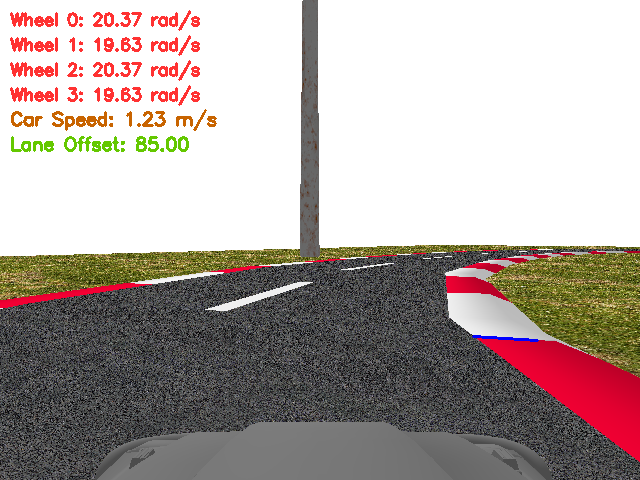 Wheel 0: 20.37 rad/s
Wheel 1: 19.63 rad/s
Wheel 2: 20.37 rad/s
Wheel 3: 19.63 rad/s
Car Speed: 1.23 m/s
Lane Offset: 85.00